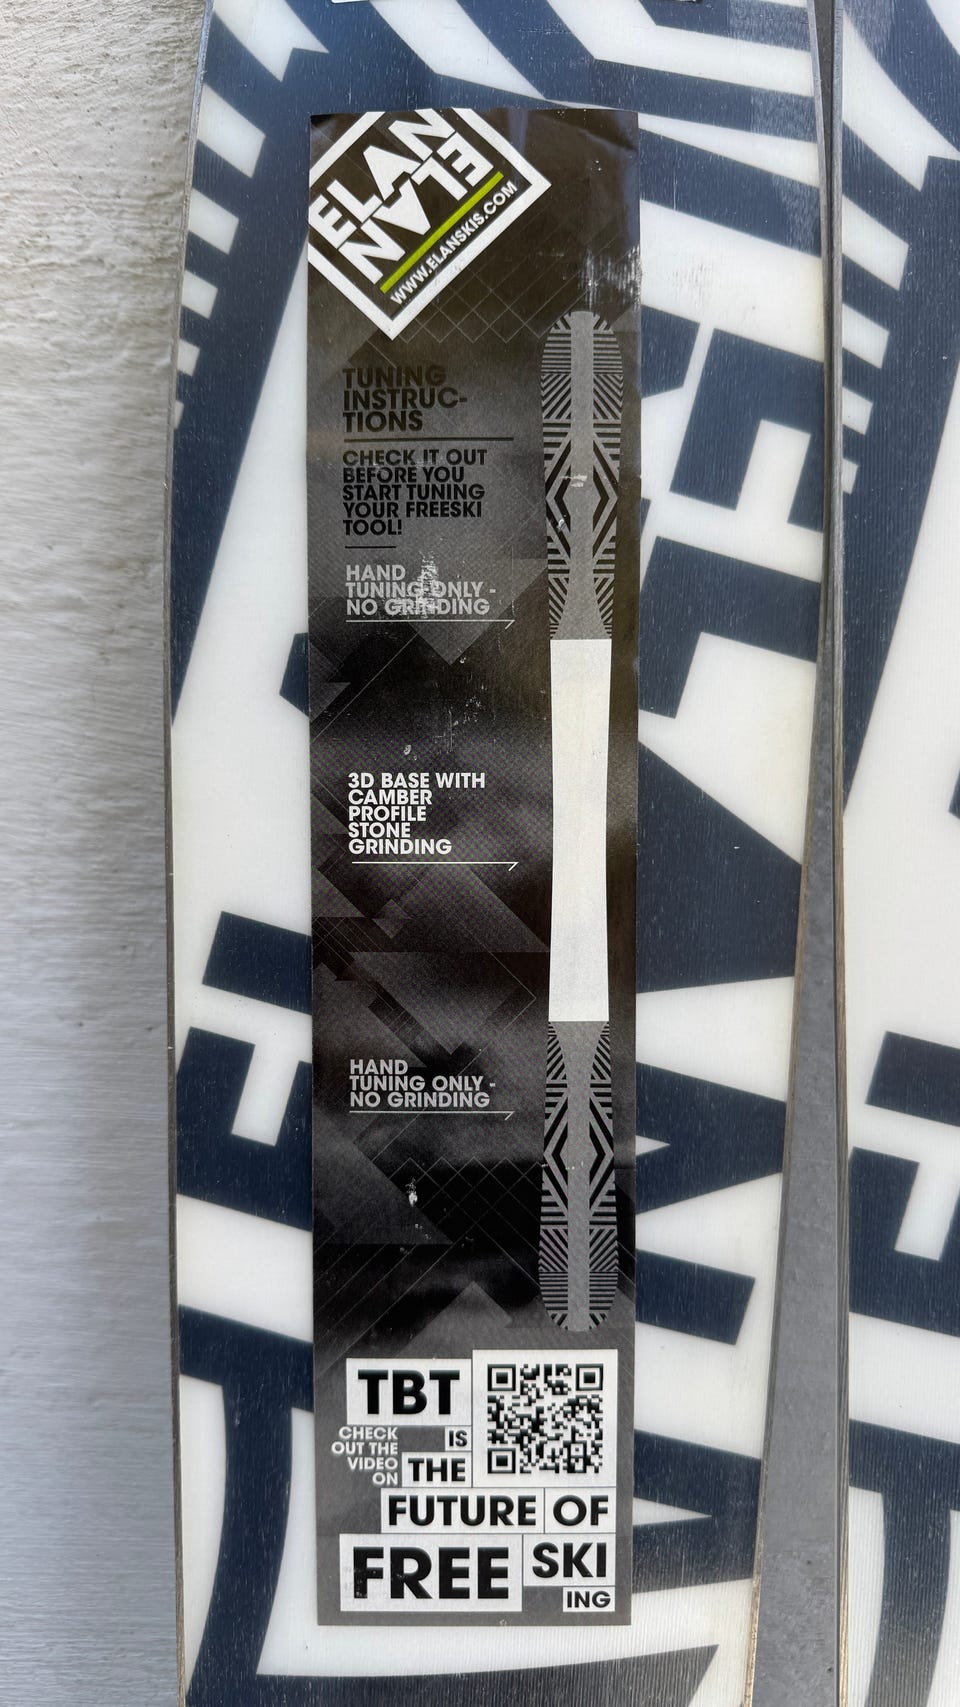 ELAN
ELAN
WWW.ELANSKIS.COM
TUNING
INSTRUC-
TIONS
CHECK IT OUT
BEFORE YOU
START TUNING
YOUR FREESKI
TOOL!
HAND
TUNING ONLY -
NO GRINDING
3D BASE WITH
CAMBER
PROFILE
STONE
GRINDING
HAND
TUNING ONLY -
NO GRINDING
TBT
CHECK
OUT THE
VIDEO
ON
IS
THE
FUTURE OF
FREE SKI
ING